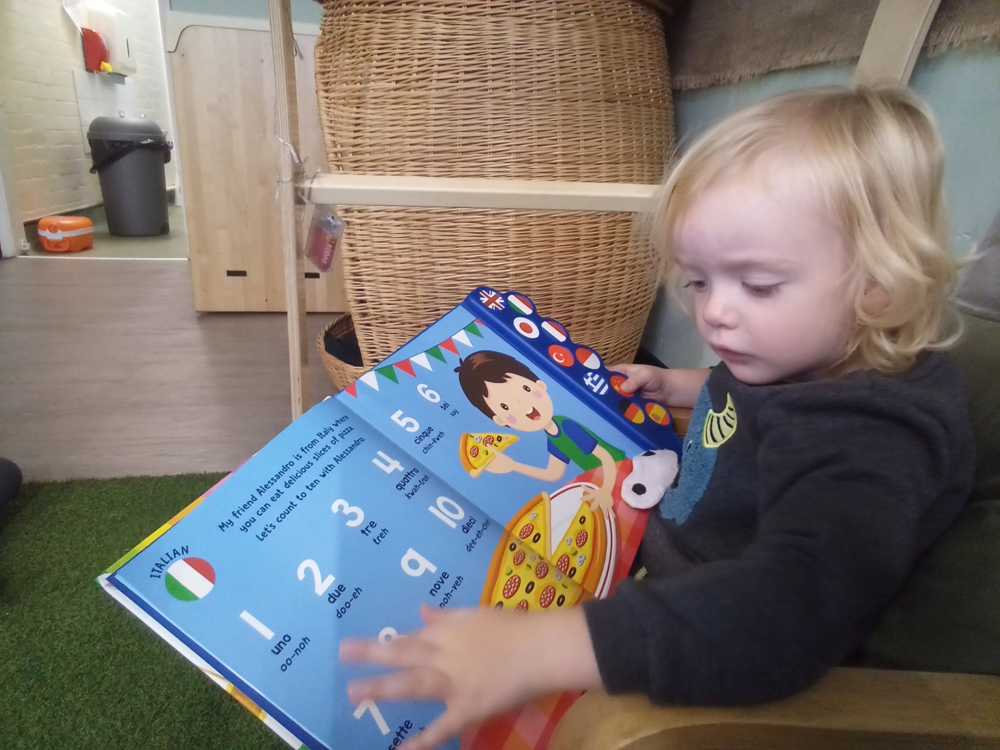 ITALIAN
My friend Alessandro is from Italy where
you can eat delicious slices of pizza.
Let's count to ten with Alessandro.
1
uno
oo-noh
2
due
doo-eh
3
tre
treh
4
quattro
kwah-troh
5
cinque
chin-kweh
6
sei
say
7
sette
8
9
nove
noh-veh
10
dieci
dee-eh-chee